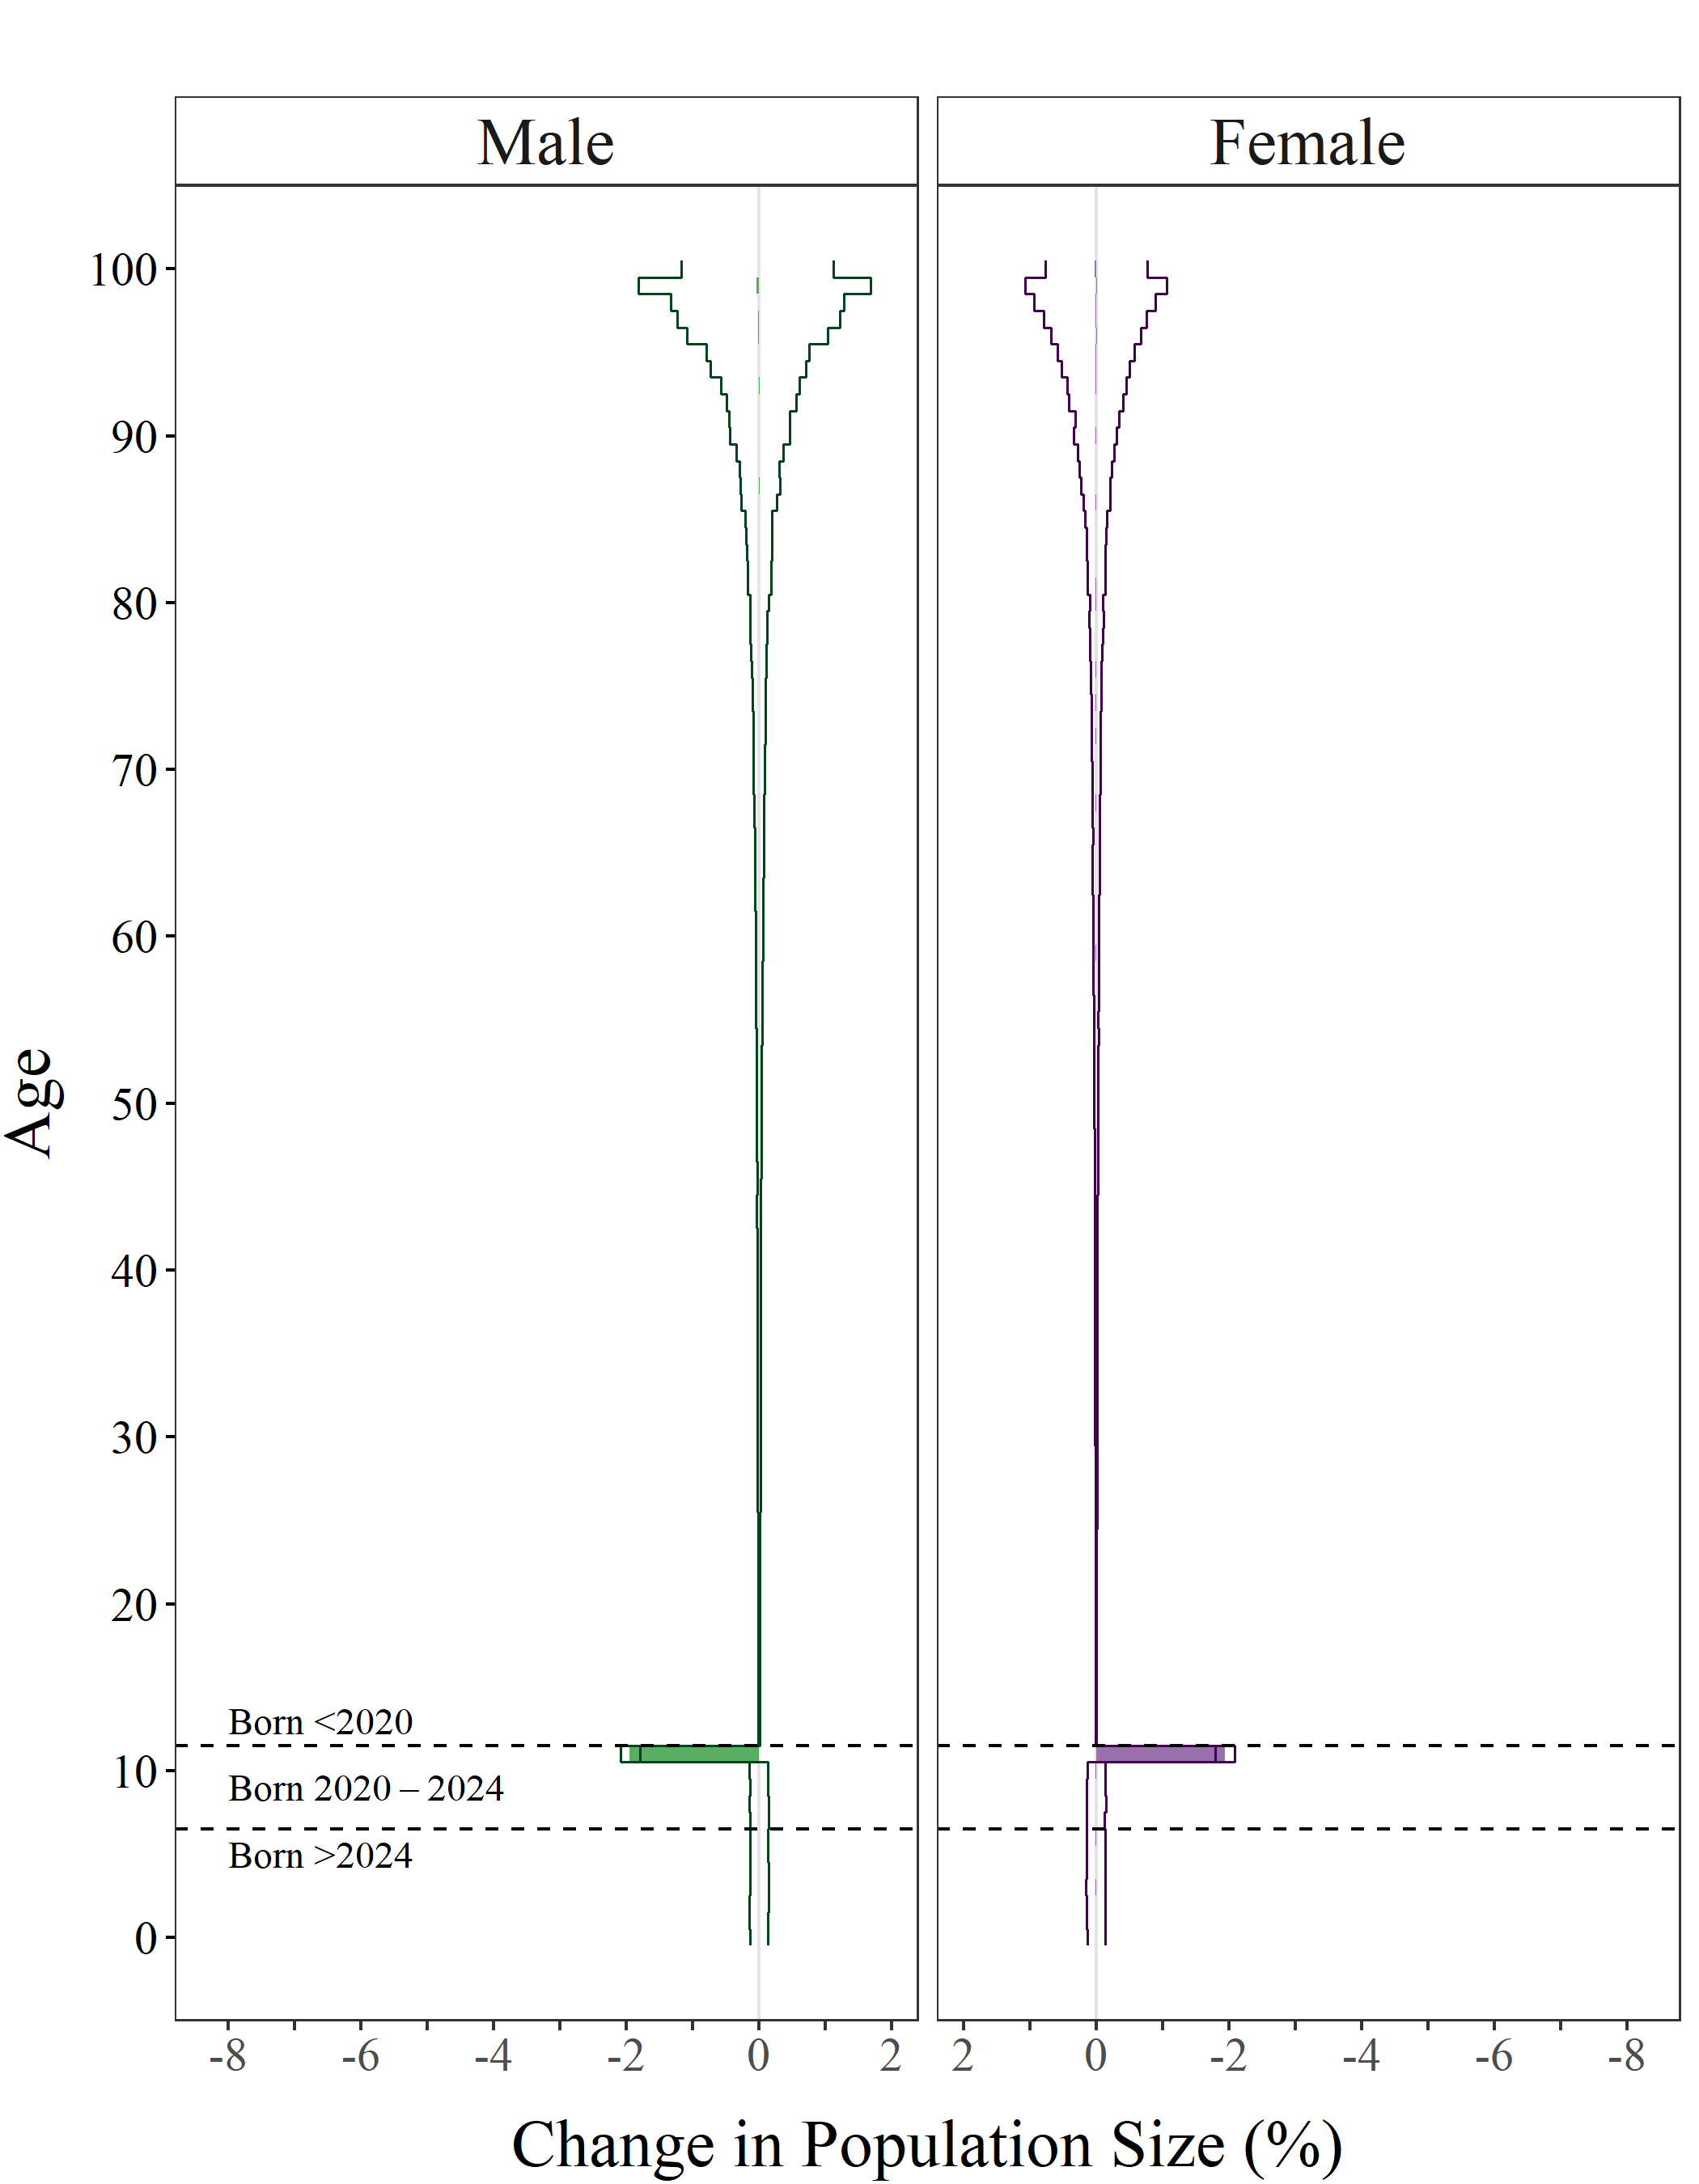 Male
Female
100
90
80
70
60
50
40
30
20
10
0
Age
Born <2020
Born 2020 – 2024
Born >2024
-8 -6 -4 -2 0 2
2 0 -2 -4 -6 -8
Change in Population Size (%)